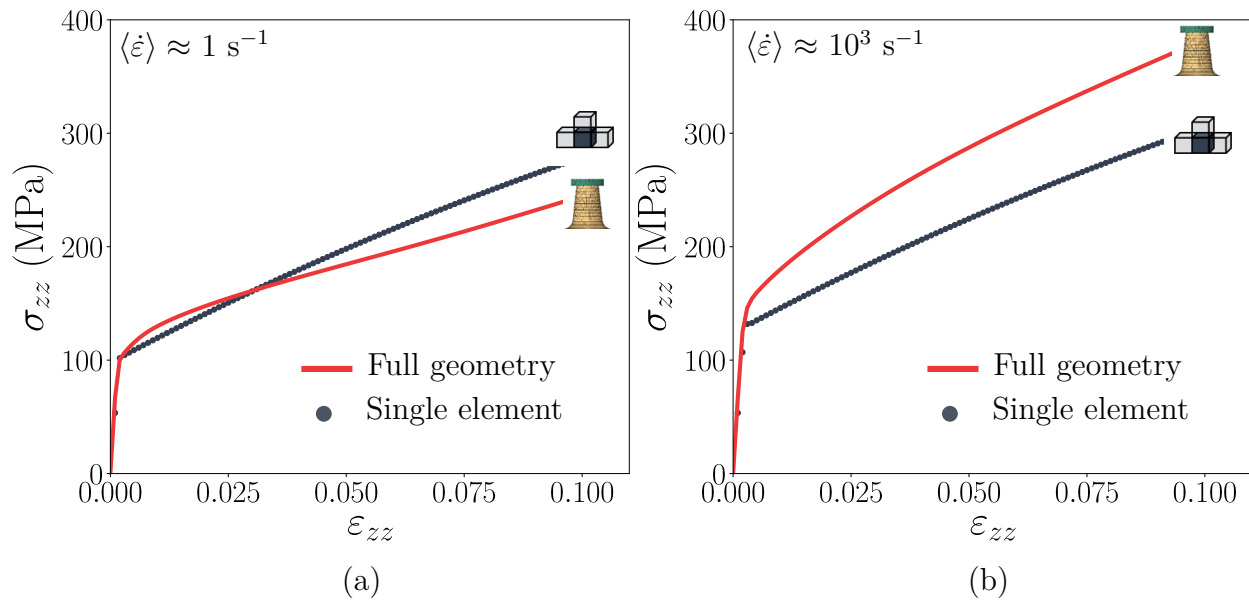 ⟨ε̇⟩ ≈ 1 s⁻¹
400
300
200
100
0
σzz (MPa)
Full geometry
Single element
0.000 0.025 0.050 0.075 0.100
εzz
(a)
⟨ε̇⟩ ≈ 10³ s⁻¹
400
300
200
100
0
σzz (MPa)
Full geometry
Single element
0.000 0.025 0.050 0.075 0.100
εzz
(b)